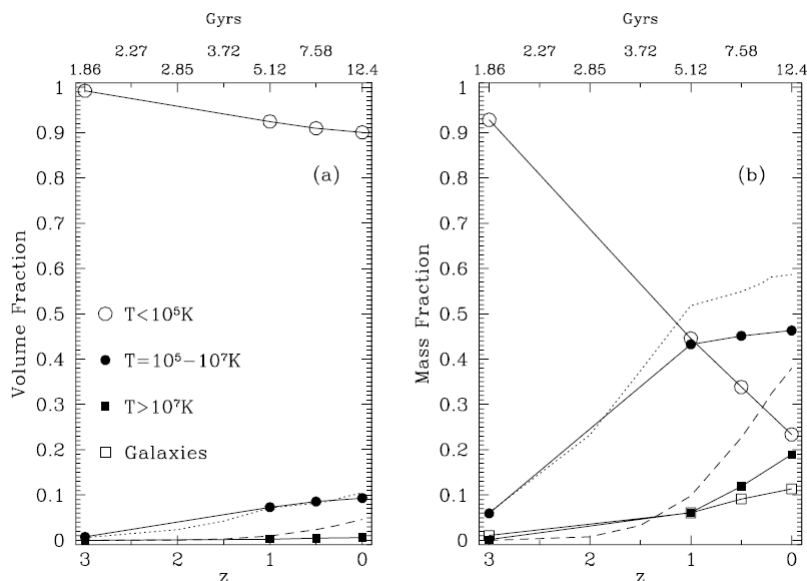 Gyrs
2.27 3.72 7.58
1.86 2.85 5.12 12.4
1
0.9
0.8
0.7
0.6
0.5
0.4
0.3
0.2
0.1
0
Volume Fraction
(a)
T<10⁵K
T=10⁵−10⁷K
T>10⁷K
Galaxies
3 2 1 0
z
Gyrs
2.27 3.72 7.58
1.86 2.85 5.12 12.4
1
0.9
0.8
0.7
0.6
0.5
0.4
0.3
0.2
0.1
0
Mass Fraction
(b)
3 2 1 0
z